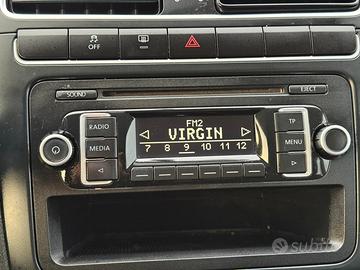 OFF
SOUND
EJECT
RADIO
FM2
VIRGIN
TP
MEDIA
7 8 9 10 11 12
MENU
subito